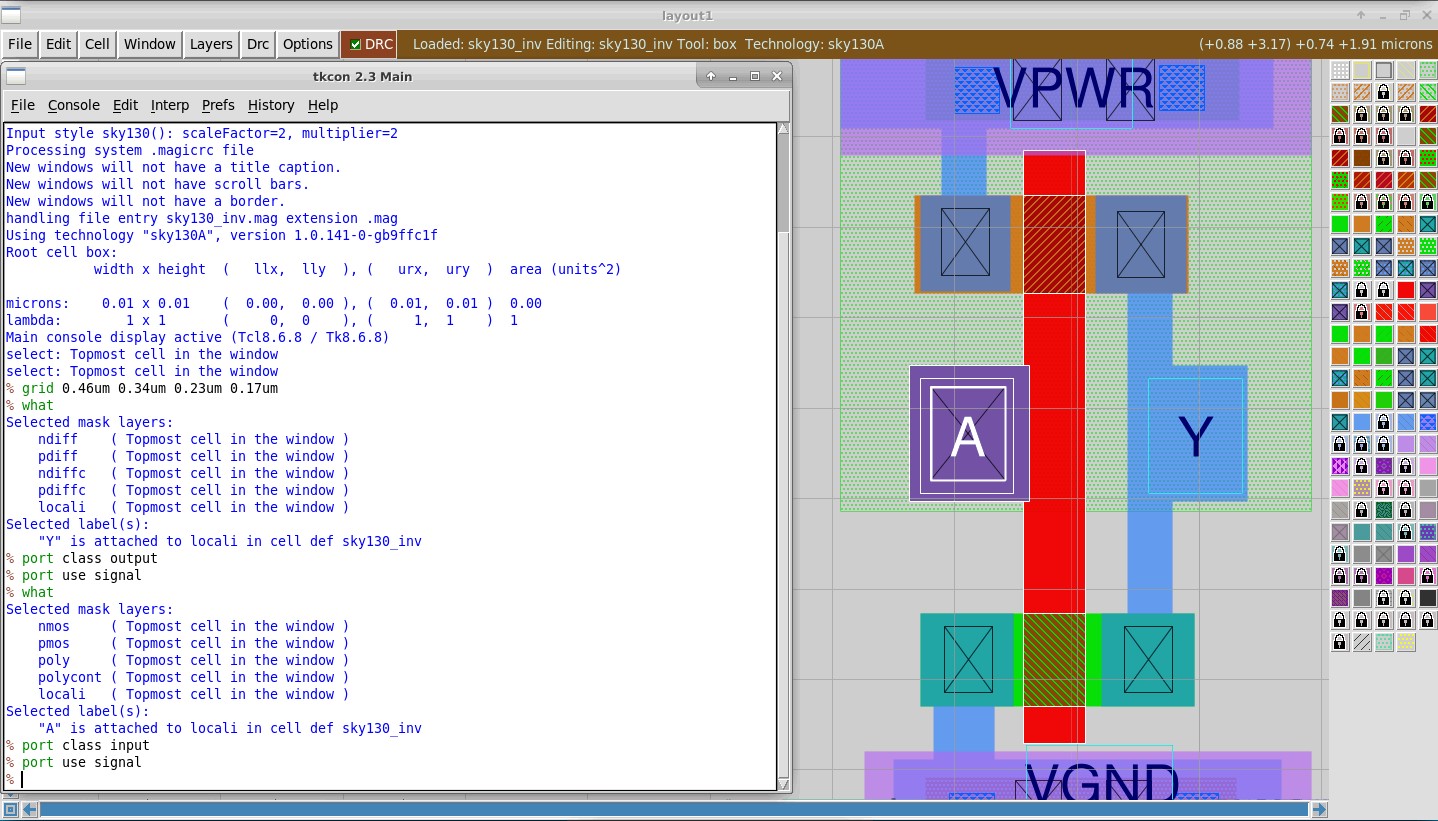 layout1
File Edit Cell Window Layers Drc Options DRC Loaded: sky130_inv Editing: sky130_inv Tool: box Technology: sky130A (+0.88 +3.17) +0.74 +1.91 microns
tkcon 2.3 Main
File Console Edit Interp Prefs History Help
Input style sky130(): scaleFactor=2, multiplier=2
Processing system .magicrc file
New windows will not have a title caption.
New windows will not have scroll bars.
New windows will not have a border.
handling file entry sky130_inv.mag extension .mag
Using technology "sky130A", version 1.0.141-0-gb9ffc1f
Root cell box:
width x height ( llx, lly ), ( urx, ury ) area (units^2)
microns: 0.01 x 0.01 ( 0.00, 0.00 ), ( 0.01, 0.01 ) 0.00
lambda: 1 x 1 ( 0, 0 ), ( 1, 1 ) 1
Main console display active (Tcl8.6.8 / Tk8.6.8)
select: Topmost cell in the window
select: Topmost cell in the window
% grid 0.46um 0.34um 0.23um 0.17um
% what
Selected mask layers:
ndiff ( Topmost cell in the window )
pdiff ( Topmost cell in the window )
ndiffc ( Topmost cell in the window )
pdiffc ( Topmost cell in the window )
locali ( Topmost cell in the window )
Selected label(s):
"Y" is attached to locali in cell def sky130_inv
% port class output
% port use signal
% what
Selected mask layers:
nmos ( Topmost cell in the window )
pmos ( Topmost cell in the window )
poly ( Topmost cell in the window )
polycont ( Topmost cell in the window )
locali ( Topmost cell in the window )
Selected label(s):
"A" is attached to locali in cell def sky130_inv
% port class input
% port use signal
%
VPWR
A
Y
VGND